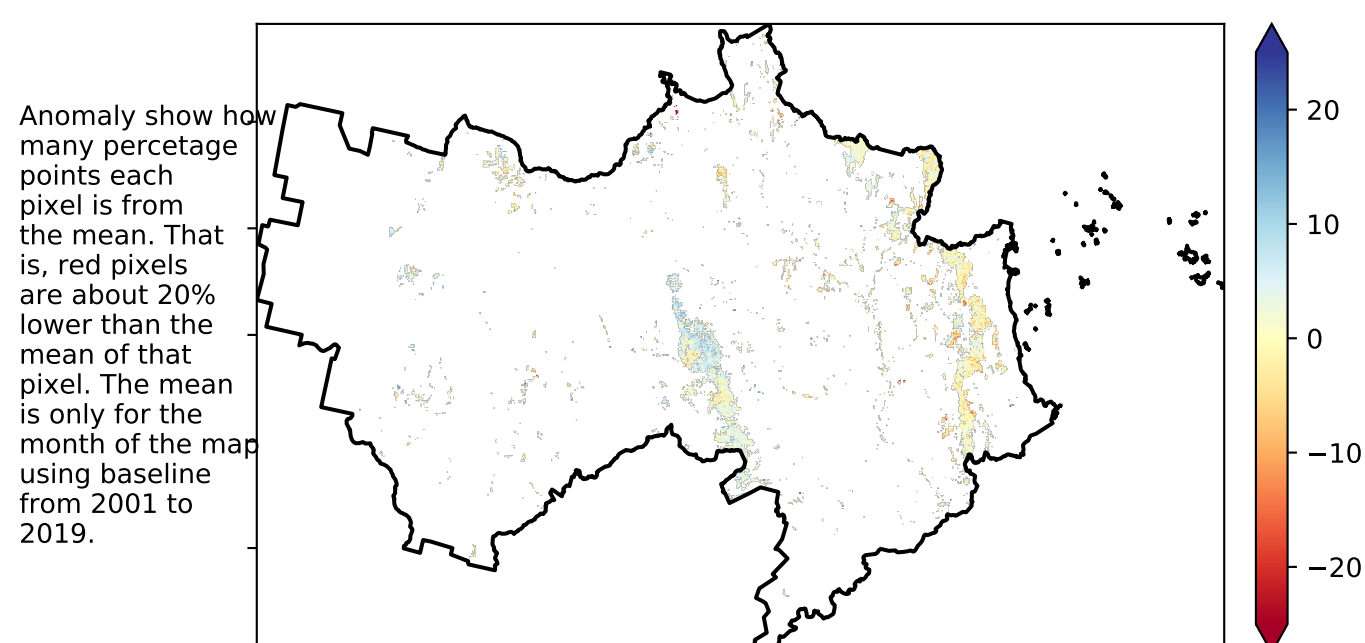 Anomaly show how
many percetage
points each
pixel is from
the mean. That
is, red pixels
are about 20%
lower than the
mean of that
pixel. The mean
is only for the
month of the map
using baseline
from 2001 to
2019.
20
10
0
−10
−20